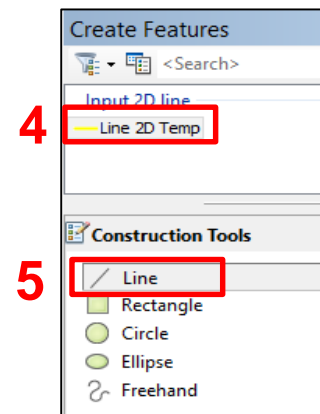 Create Features
<Search>
Input 2D line
4
Line 2D Temp
Construction Tools
5
Line
Rectangle
Circle
Ellipse
Freehand